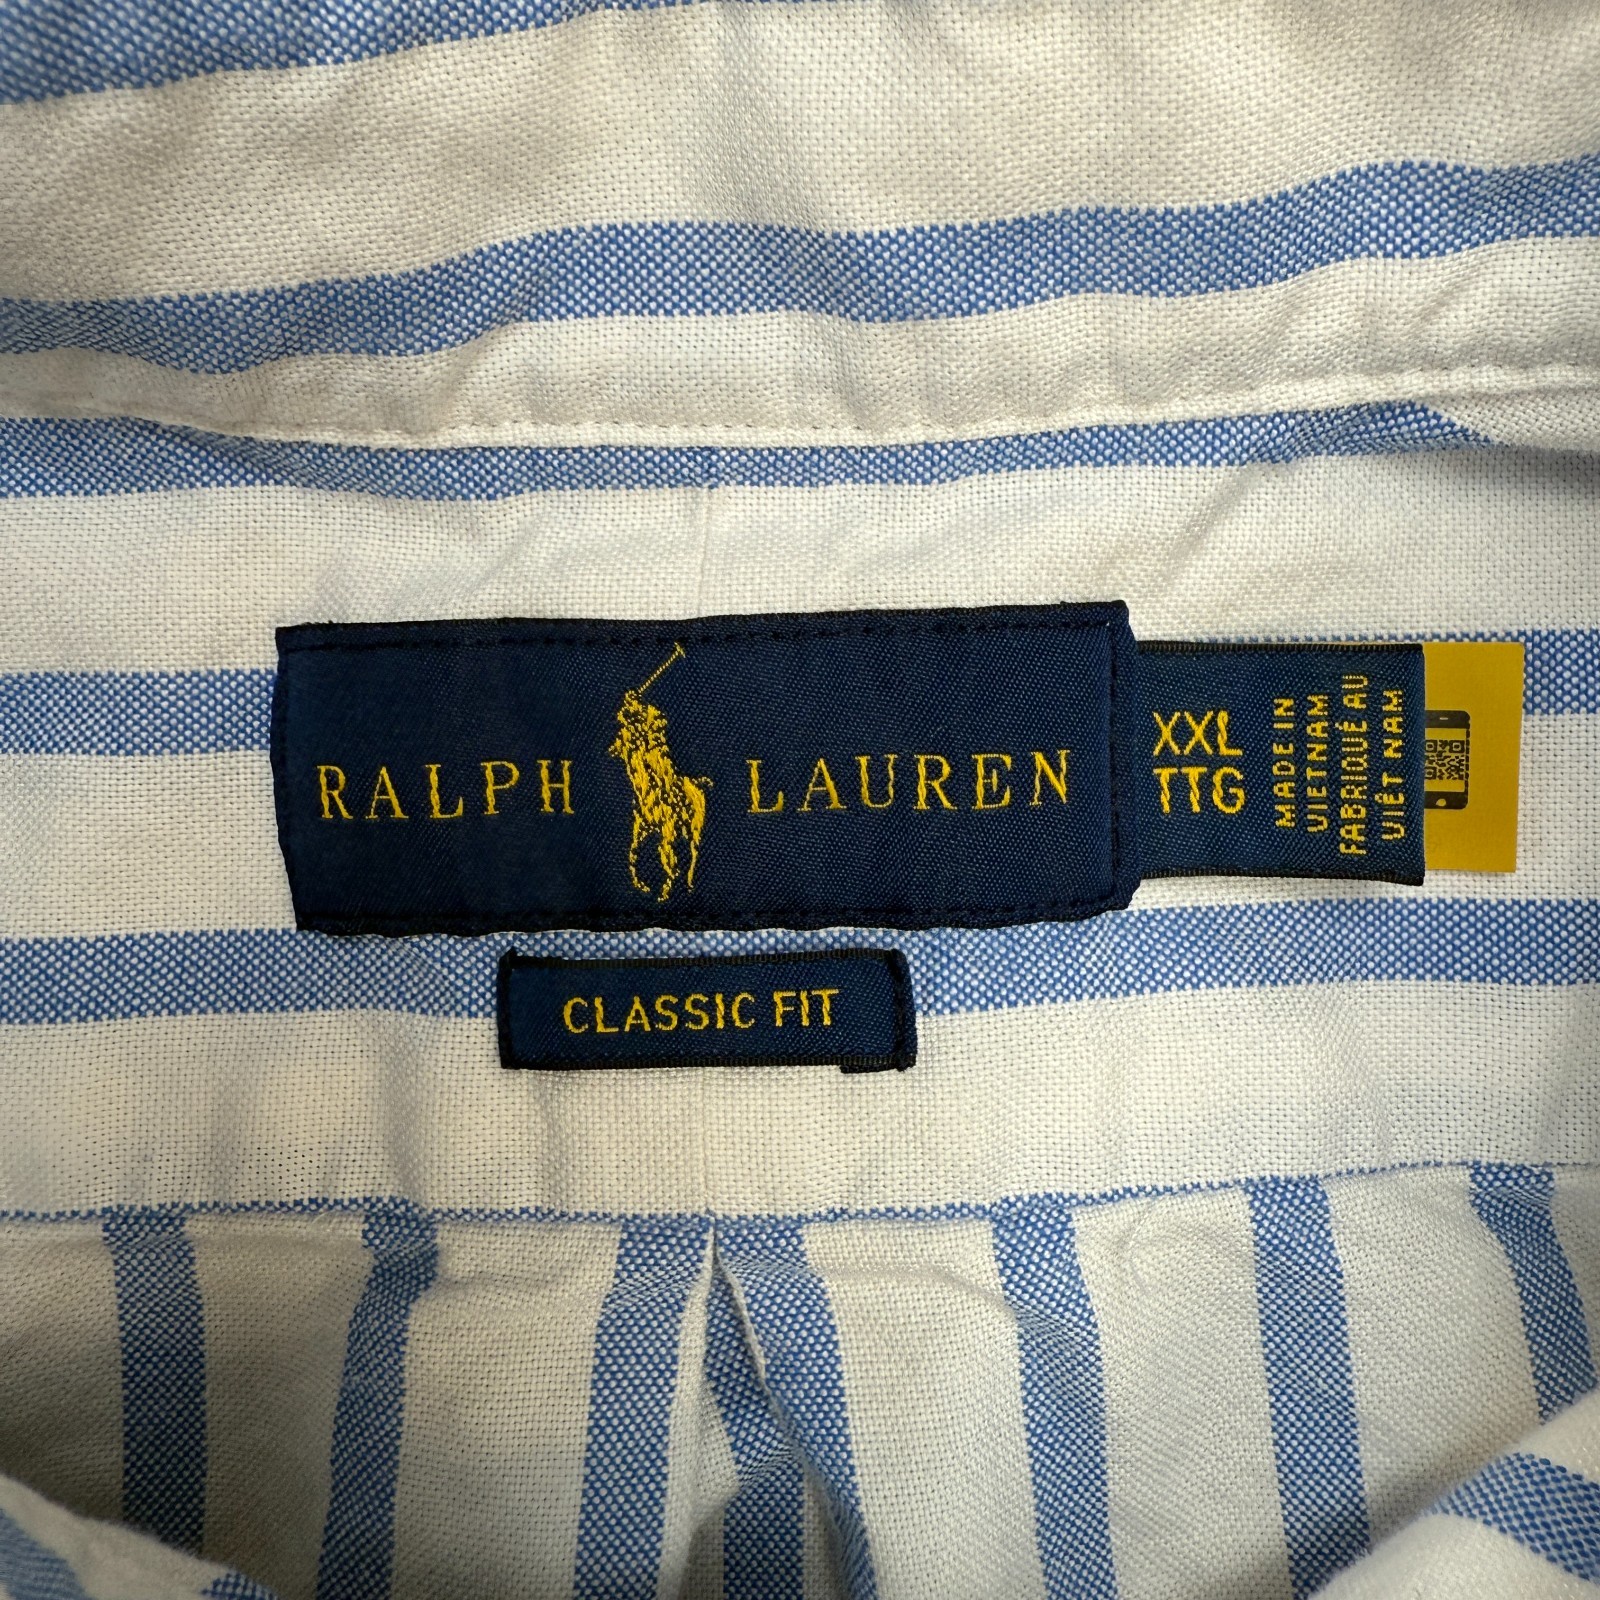 RALPH LAUREN
XXL
TTG
MADE IN
VIETNAM
FABRIQUÉ AU
VIÊT NAM
CLASSIC FIT